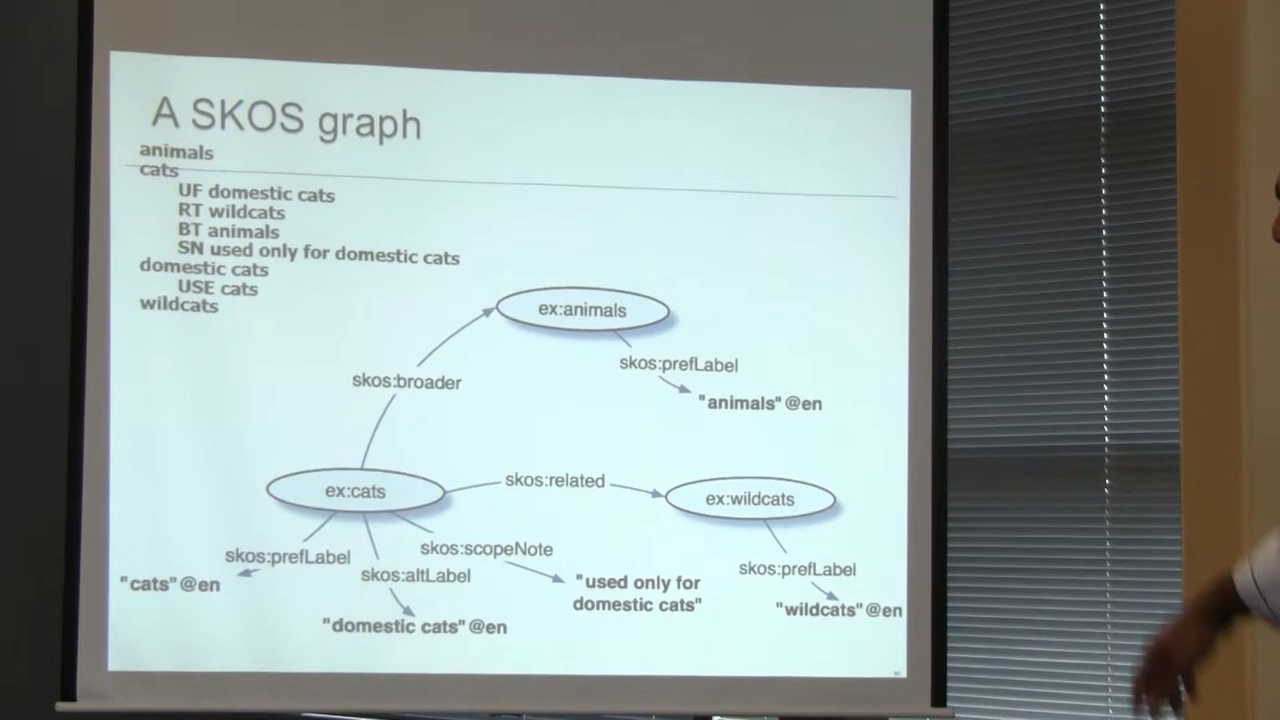 A SKOS graph
animals
cats
UF domestic cats
RT wildcats
BT animals
SN used only for domestic cats
domestic cats
USE cats
wildcats
ex:animals
skos:prefLabel
"animals"@en
skos:broader
ex:cats
skos:related
ex:wildcats
skos:prefLabel
"cats"@en
skos:altLabel
"domestic cats"@en
skos:scopeNote
"used only for
domestic cats"
skos:prefLabel
"wildcats"@en